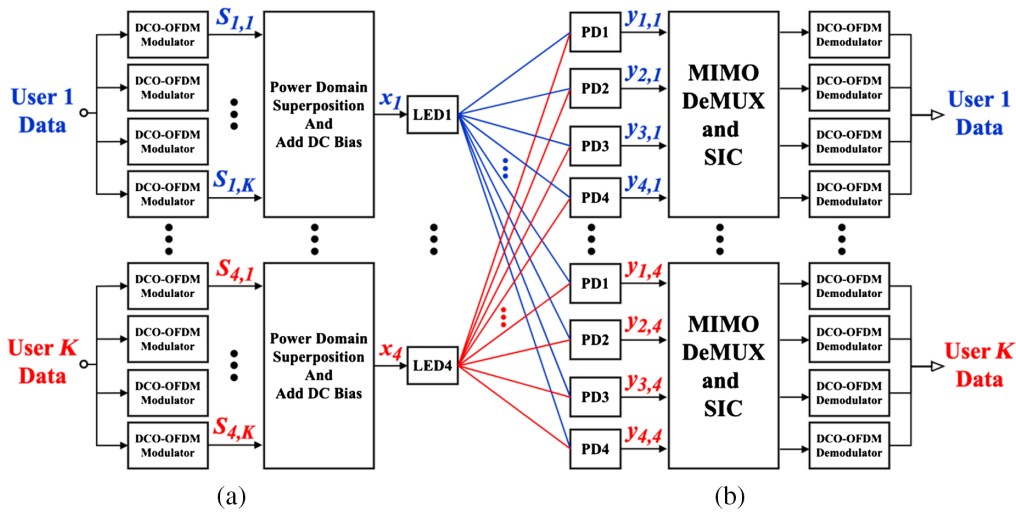 User 1
Data
DCO-OFDM
Modulator
DCO-OFDM
Modulator
DCO-OFDM
Modulator
DCO-OFDM
Modulator
S1,1
S1,K
Power Domain
Superposition
And
Add DC Bias
x1
LED1
PD1
PD2
PD3
PD4
y1,1
y2,1
y3,1
y4,1
MIMO
DeMUX
and
SIC
DCO-OFDM
Demodulator
DCO-OFDM
Demodulator
DCO-OFDM
Demodulator
DCO-OFDM
Demodulator
User 1
Data
User K
Data
DCO-OFDM
Modulator
DCO-OFDM
Modulator
DCO-OFDM
Modulator
DCO-OFDM
Modulator
S4,1
S4,K
Power Domain
Superposition
And
Add DC Bias
x4
LED4
PD1
PD2
PD3
PD4
y1,4
y2,4
y3,4
y4,4
MIMO
DeMUX
and
SIC
DCO-OFDM
Demodulator
DCO-OFDM
Demodulator
DCO-OFDM
Demodulator
DCO-OFDM
Demodulator
User K
Data
(a)
(b)